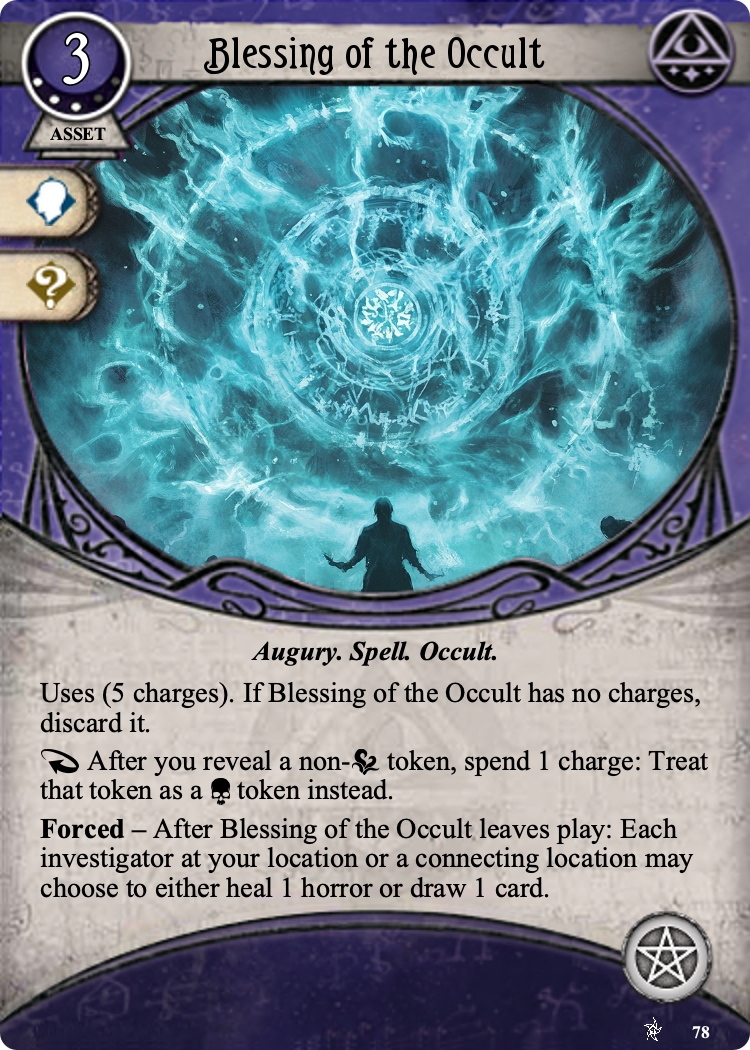 3
Blessing of the Occult
ASSET
?
Augury. Spell. Occult.
Uses (5 charges). If Blessing of the Occult has no charges,
discard it.
After you reveal a non- token, spend 1 charge: Treat
that token as a token instead.
Forced – After Blessing of the Occult leaves play: Each
investigator at your location or a connecting location may
choose to either heal 1 horror or draw 1 card.
78